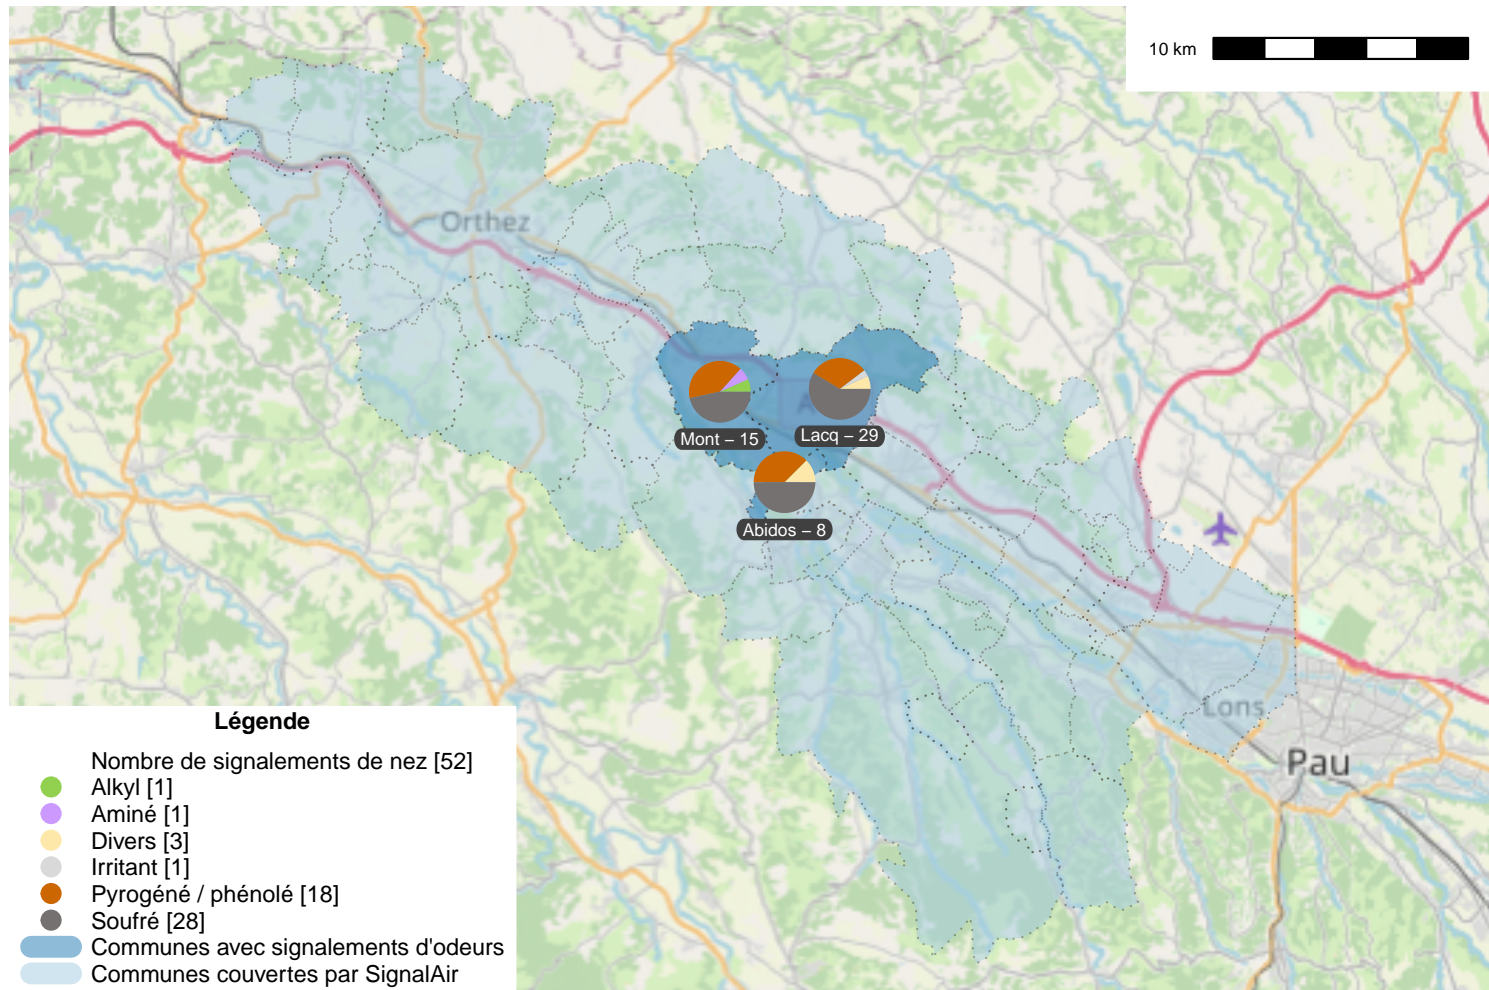 10 km
Orthez
Mont – 15
Lacq – 29
Abidos – 8
Lons
Pau
Légende
Nombre de signalements de nez [52]
Alkyl [1]
Aminé [1]
Divers [3]
Irritant [1]
Pyrogéné / phénolé [18]
Soufré [28]
Communes avec signalements d'odeurs
Communes couvertes par SignalAir